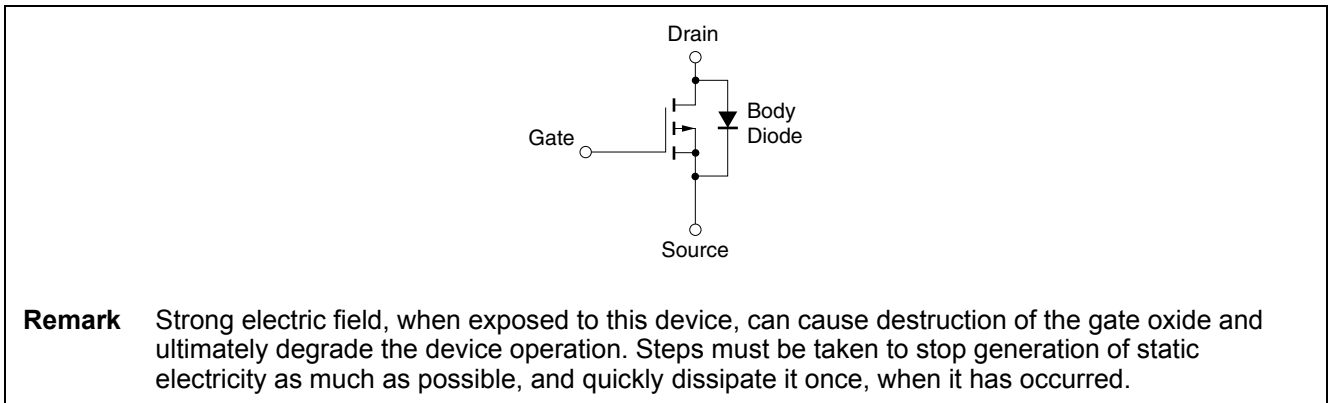 Drain
Body
Diode
Gate
Source
Remark Strong electric field, when exposed to this device, can cause destruction of the gate oxide and
ultimately degrade the device operation. Steps must be taken to stop generation of static
electricity as much as possible, and quickly dissipate it once, when it has occurred.